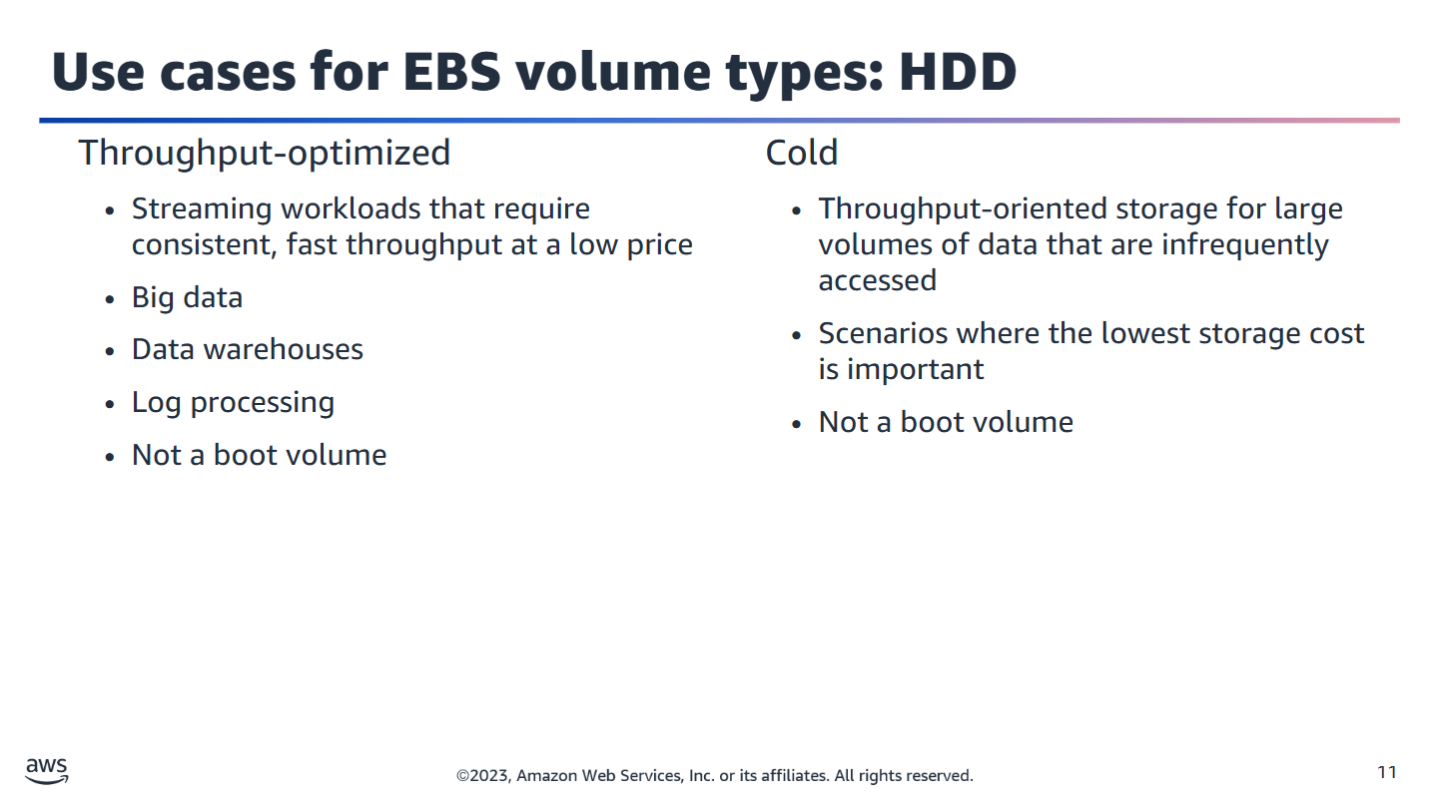 Use cases for EBS volume types: HDD
Throughput-optimized
• Streaming workloads that require
consistent, fast throughput at a low price
• Big data
• Data warehouses
• Log processing
• Not a boot volume
Cold
• Throughput-oriented storage for large
volumes of data that are infrequently
accessed
• Scenarios where the lowest storage cost
is important
• Not a boot volume
aws
©2023, Amazon Web Services, Inc. or its affiliates. All rights reserved.
11